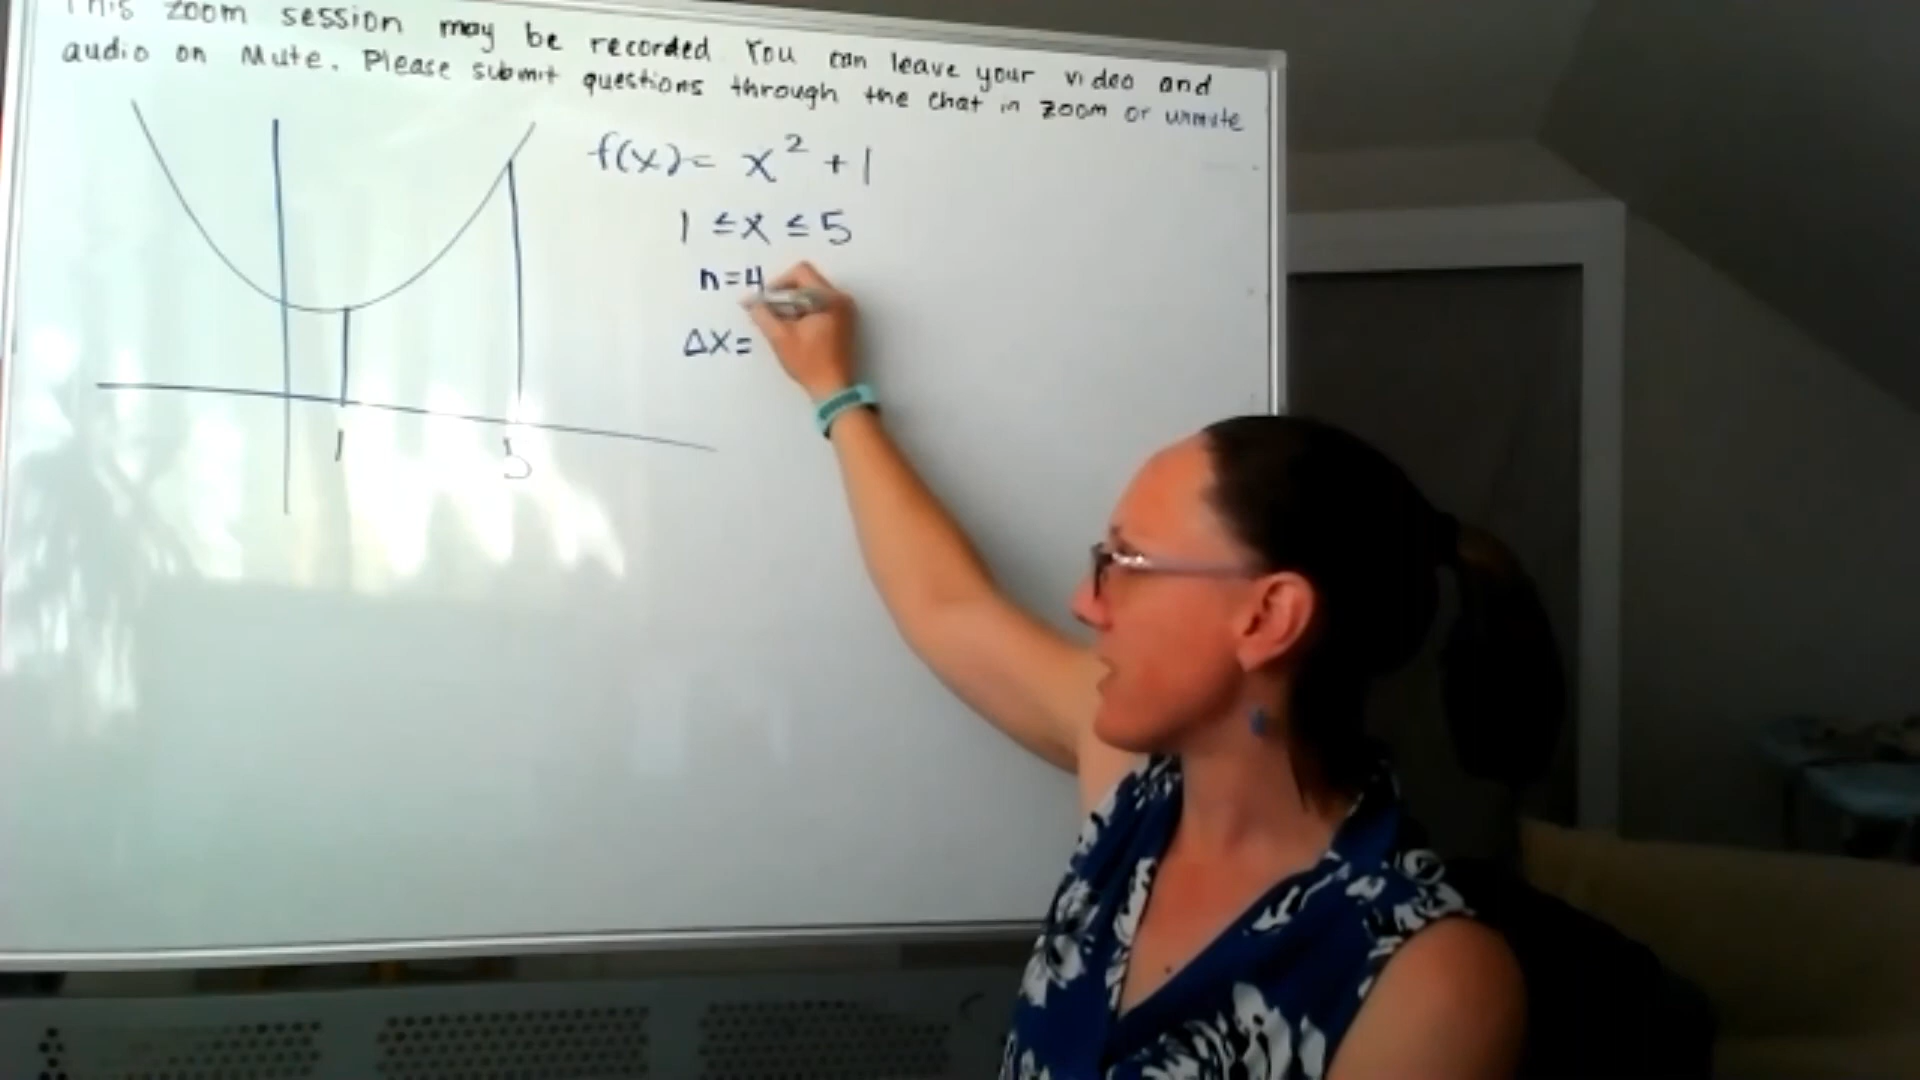 This zoom session may be recorded You can leave your video and
audio on Mute. Please submit questions through the chat in zoom or unmute
f(x)= x² + 1
1 ≤ x ≤ 5
n=4
Δx=
1 5